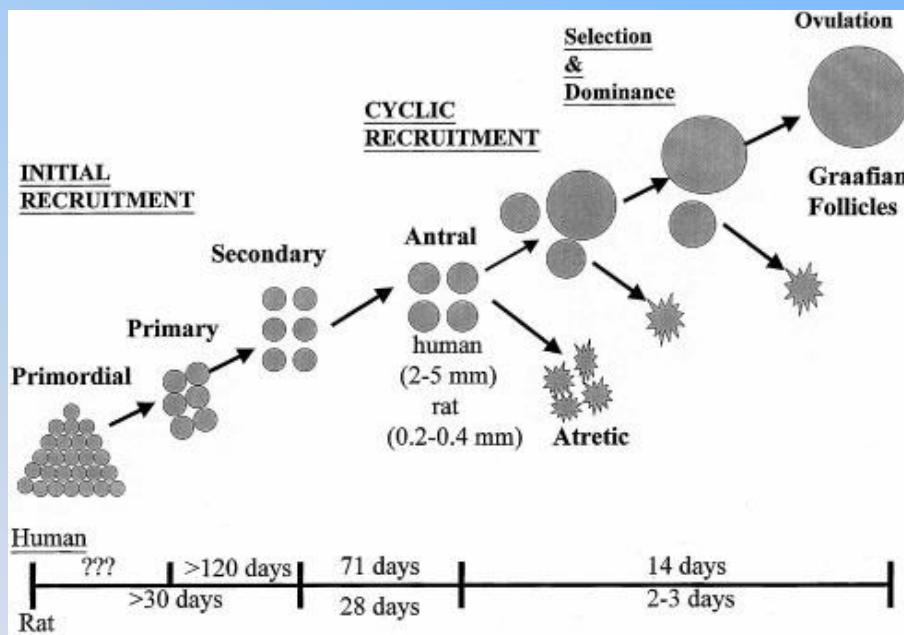 Ovulation
Selection
&
Dominance
CYCLIC
RECRUITMENT
INITIAL
RECRUITMENT
Graafian
Follicles
Secondary
Antral
Primary
human
(2-5 mm)
rat
(0.2-0.4 mm)
Primordial
Atretic
Human
??? >120 days 71 days 14 days
>30 days 28 days 2-3 days
Rat